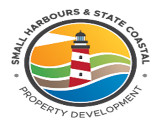 SMALL HARBOURS & STATE COASTAL
PROPERTY DEVELOPMENT